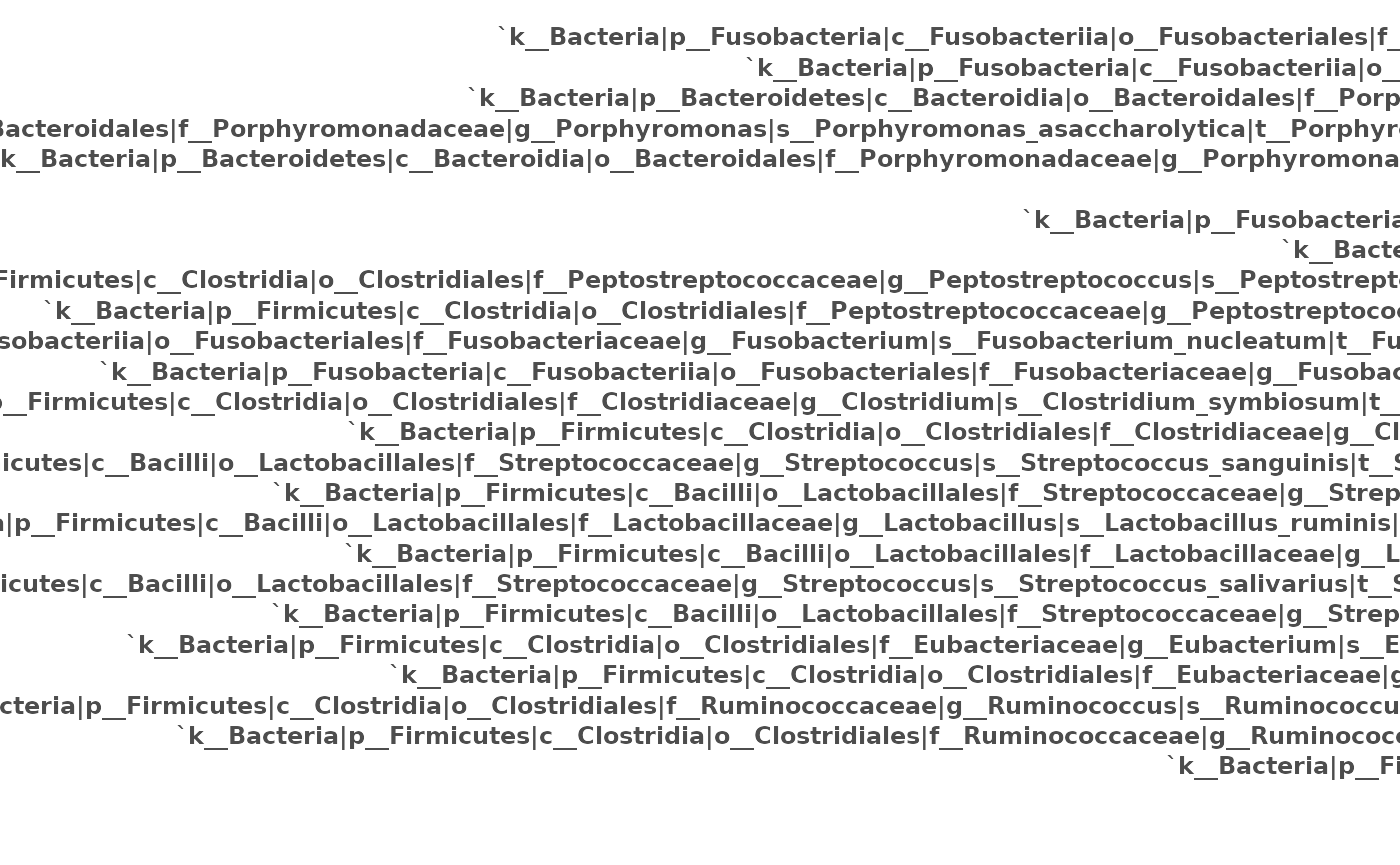 `k__Bacteria|p__Fusobacteria|c__Fusobacteriia|o__Fusobacteriales|f_
`k__Bacteria|p__Fusobacteria|c__Fusobacteriia|o__
`k__Bacteria|p__Bacteroidetes|c__Bacteroidia|o__Bacteroidales|f__Porp
Bacteroidales|f__Porphyromonadaceae|g__Porphyromonas|s__Porphyromonas_asaccharolytica|t__Porphyr
k__Bacteria|p__Bacteroidetes|c__Bacteroidia|o__Bacteroidales|f__Porphyromonadaceae|g__Porphyromona
`k__Bacteria|p__Fusobacteria
`k__Bacte
Firmicutes|c__Clostridia|o__Clostridiales|f__Peptostreptococcaceae|g__Peptostreptococcus|s__Peptostrept
`k__Bacteria|p__Firmicutes|c__Clostridia|o__Clostridiales|f__Peptostreptococcaceae|g__Peptostreptoco
sobacteriia|o__Fusobacteriales|f__Fusobacteriaceae|g__Fusobacterium|s__Fusobacterium_nucleatum|t__Fu
`k__Bacteria|p__Fusobacteria|c__Fusobacteriia|o__Fusobacteriales|f__Fusobacteriaceae|g__Fusobac
p__Firmicutes|c__Clostridia|o__Clostridiales|f__Clostridiaceae|g__Clostridium|s__Clostridium_symbiosum|t__
`k__Bacteria|p__Firmicutes|c__Clostridia|o__Clostridiales|f__Clostridiaceae|g__Cl
icutes|c__Bacilli|o__Lactobacillales|f__Streptococcaceae|g__Streptococcus|s__Streptococcus_sanguinis|t__S
`k__Bacteria|p__Firmicutes|c__Bacilli|o__Lactobacillales|f__Streptococcaceae|g__Strep
a|p__Firmicutes|c__Bacilli|o__Lactobacillales|f__Lactobacillaceae|g__Lactobacillus|s__Lactobacillus_ruminis|
`k__Bacteria|p__Firmicutes|c__Bacilli|o__Lactobacillales|f__Lactobacillaceae|g__L
icutes|c__Bacilli|o__Lactobacillales|f__Streptococcaceae|g__Streptococcus|s__Streptococcus_salivarius|t__S
`k__Bacteria|p__Firmicutes|c__Bacilli|o__Lactobacillales|f__Streptococcaceae|g__Strep
`k__Bacteria|p__Firmicutes|c__Clostridia|o__Clostridiales|f__Eubacteriaceae|g__Eubacterium|s__E
`k__Bacteria|p__Firmicutes|c__Clostridia|o__Clostridiales|f__Eubacteriaceae|g
cteria|p__Firmicutes|c__Clostridia|o__Clostridiales|f__Ruminococcaceae|g__Ruminococcus|s__Ruminococcu
`k__Bacteria|p__Firmicutes|c__Clostridia|o__Clostridiales|f__Ruminococcaceae|g__Ruminococc
`k__Bacteria|p__Fi